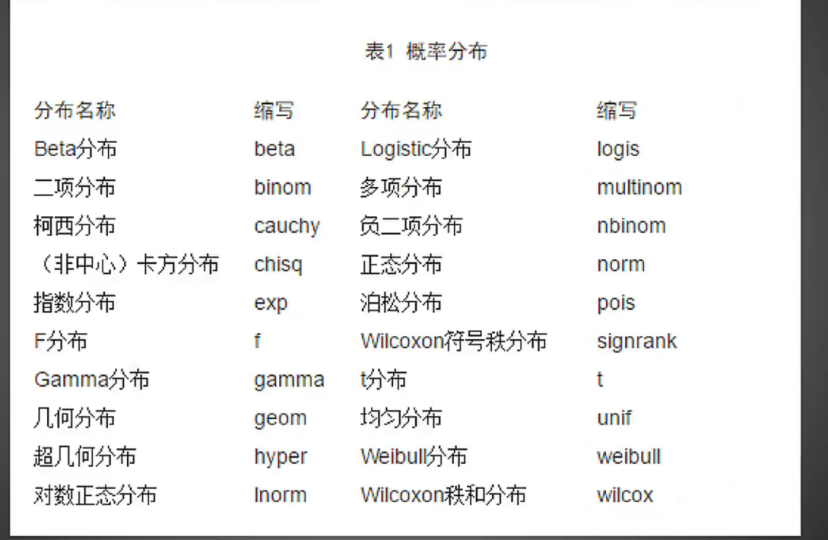 表1 概率分布
分布名称 缩写 分布名称 缩写
Beta分布 beta Logistic分布 logis
二项分布 binom 多项分布 multinom
柯西分布 cauchy 负二项分布 nbinom
（非中心）卡方分布 chisq 正态分布 norm
指数分布 exp 泊松分布 pois
F分布 f Wilcoxon符号秩分布 signrank
Gamma分布 gamma t分布 t
几何分布 geom 均匀分布 unif
超几何分布 hyper Weibull分布 weibull
对数正态分布 lnorm Wilcoxon秩和分布 wilcox